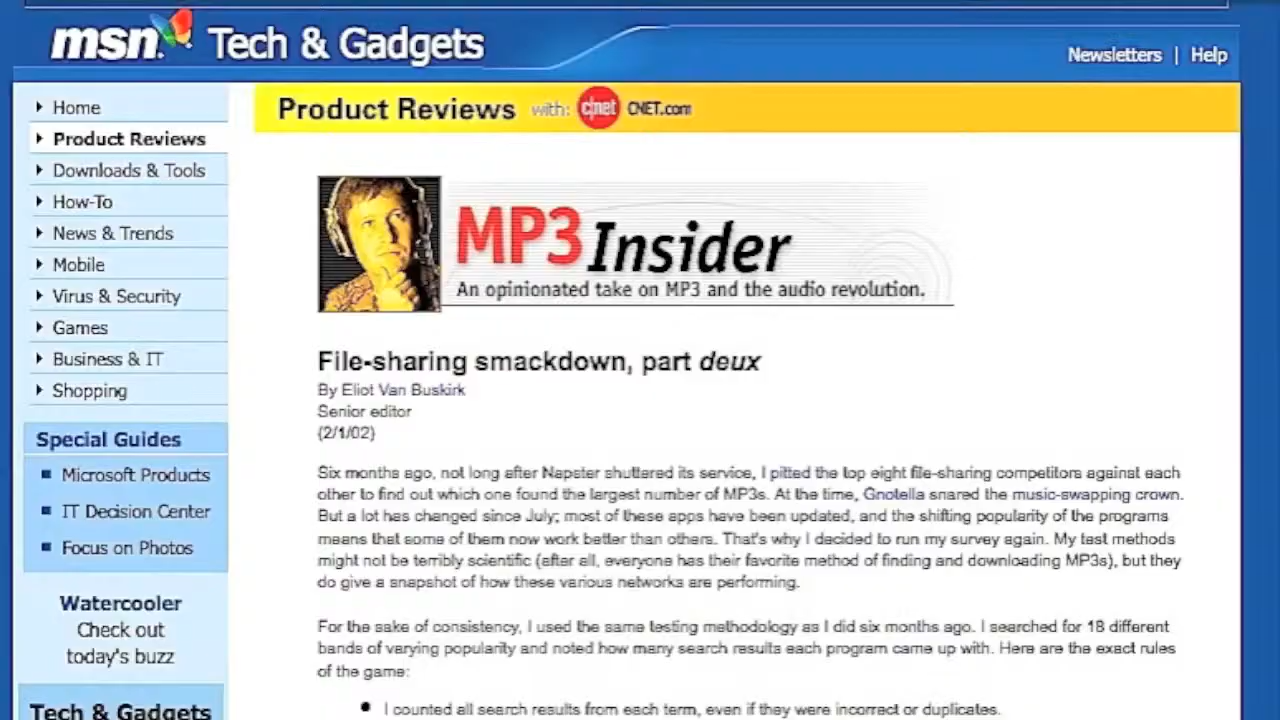 msn Tech & Gadgets
Newsletters | Help
Home
Product Reviews
Downloads & Tools
How-To
News & Trends
Mobile
Virus & Security
Games
Business & IT
Shopping
Special Guides
Microsoft Products
IT Decision Center
Focus on Photos
Watercooler
Check out
today's buzz
Tech & Gadgets
Product Reviews with: c|net CNET.com
MP3 Insider
An opinionated take on MP3 and the audio revolution.
File-sharing smackdown, part deux
By Eliot Van Buskirk
Senior editor
(2/1/02)
Six months ago, not long after Napster shuttered its service, I pitted the top eight file-sharing competitors against each
other to find out which one found the largest number of MP3s. At the time, Gnotella snared the music-swapping crown.
But a lot has changed since July; most of these apps have been updated, and the shifting popularity of the programs
means that some of them now work better than others. That's why I decided to run my survey again. My test methods
might not be terribly scientific (after all, everyone has their favorite method of finding and downloading MP3s), but they
do give a snapshot of how these various networks are performing.
For the sake of consistency, I used the same testing methodology as I did six months ago. I searched for 18 different
bands of varying popularity and noted how many search results each program came up with. Here are the exact rules
of the game:
• I counted all search results from each term, even if they were incorrect or duplicates.